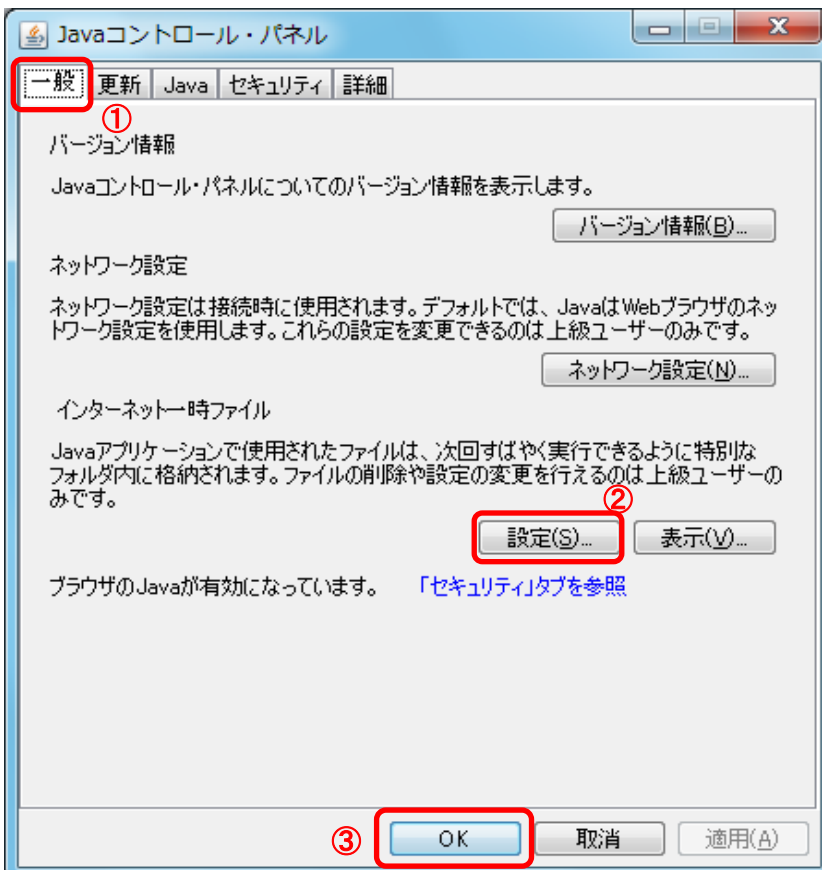 Javaコントロール・パネル
一般 更新 Java セキュリティ 詳細
①
バージョン情報
Javaコントロール・パネルについてのバージョン情報を表示します。
バージョン情報(B)...
ネットワーク設定
ネットワーク設定は接続時に使用されます。デフォルトでは、JavaはWebブラウザのネッ
トワーク設定を使用します。これらの設定を変更できるのは上級ユーザーのみです。
ネットワーク設定(N)...
インターネット一時ファイル
Javaアプリケーションで使用されたファイルは、次回すばやく実行できるように特別な
フォルダ内に格納されます。ファイルの削除や設定の変更を行えるのは上級ユーザーの
みです。
②
設定(S)... 表示(V)...
ブラウザのJavaが有効になっています。 「セキュリティ」タブを参照
③ OK 取消 適用(A)